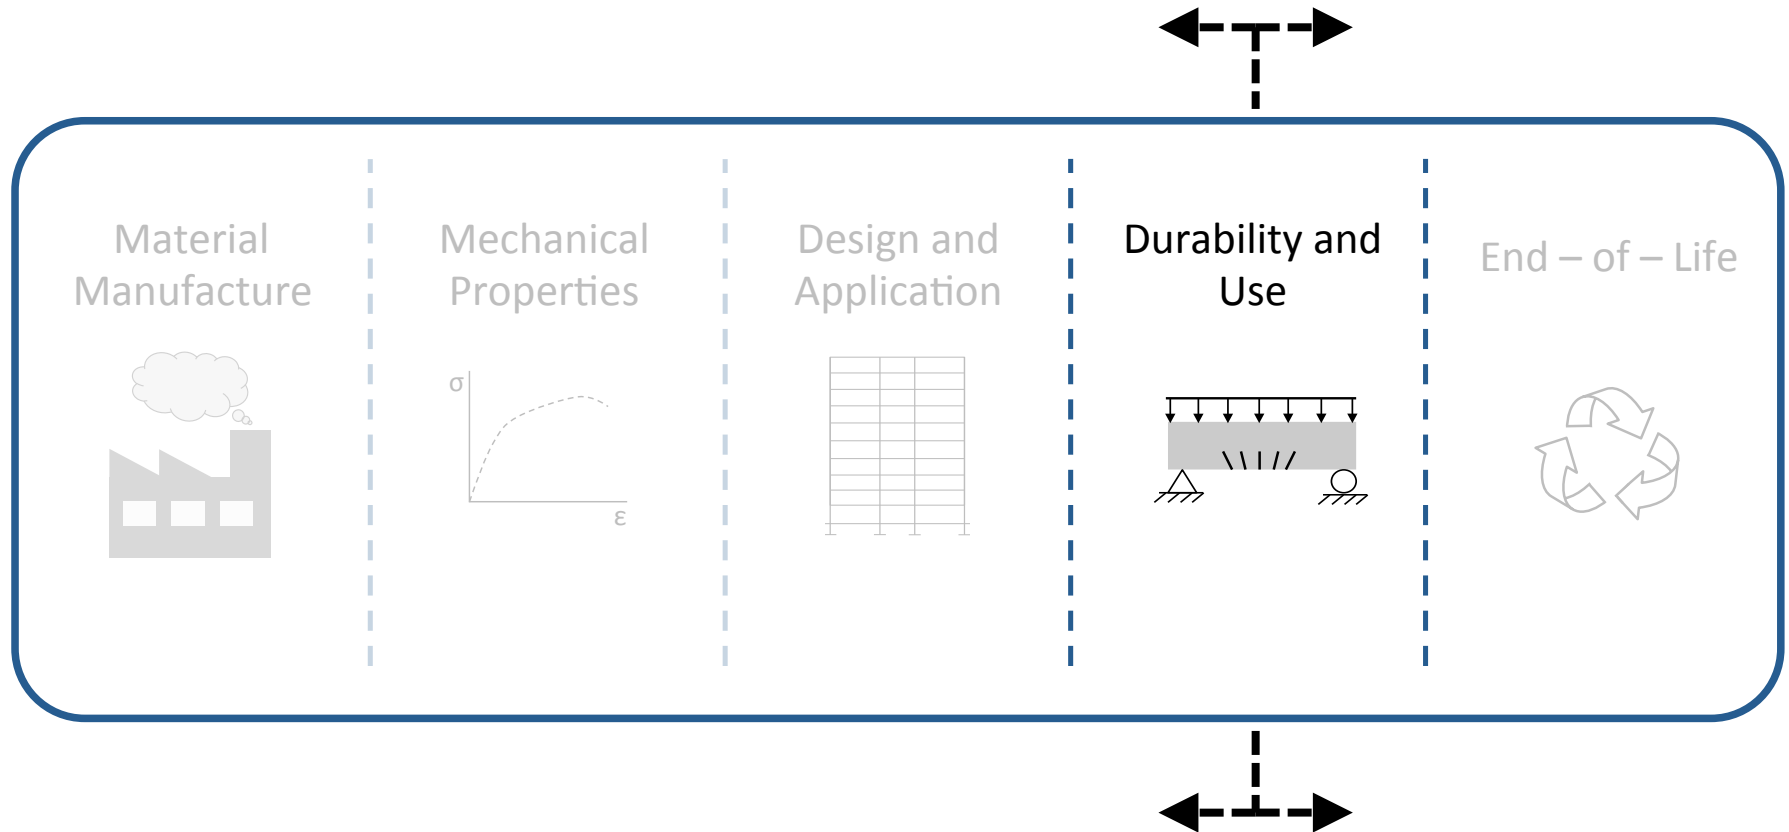 Material
Manufacture
Mechanical
Properties
Design and
Application
Durability and
Use
End – of – Life
σ
ε